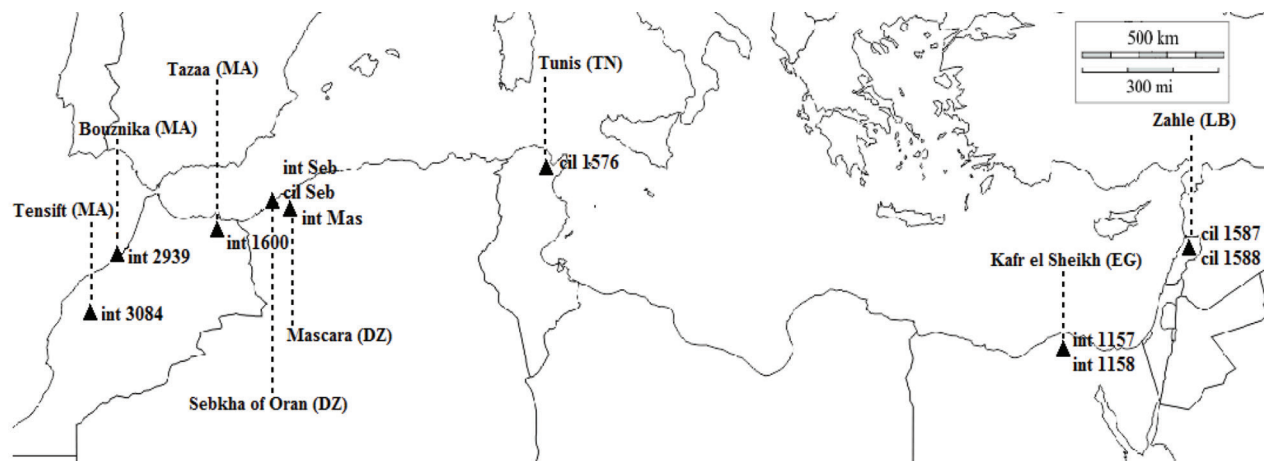 500 km
300 mi
Tazaa (MA)
Tunis (TN)
Zahle (LB)
Bouznika (MA)
cil 1576
int Seb
cil Seb
Tensift (MA)
int Mas
int 1600
cil 1587
cil 1588
int 2939
Kafr el Sheikh (EG)
int 3084
Mascara (DZ)
int 1157
int 1158
Sebkha of Oran (DZ)